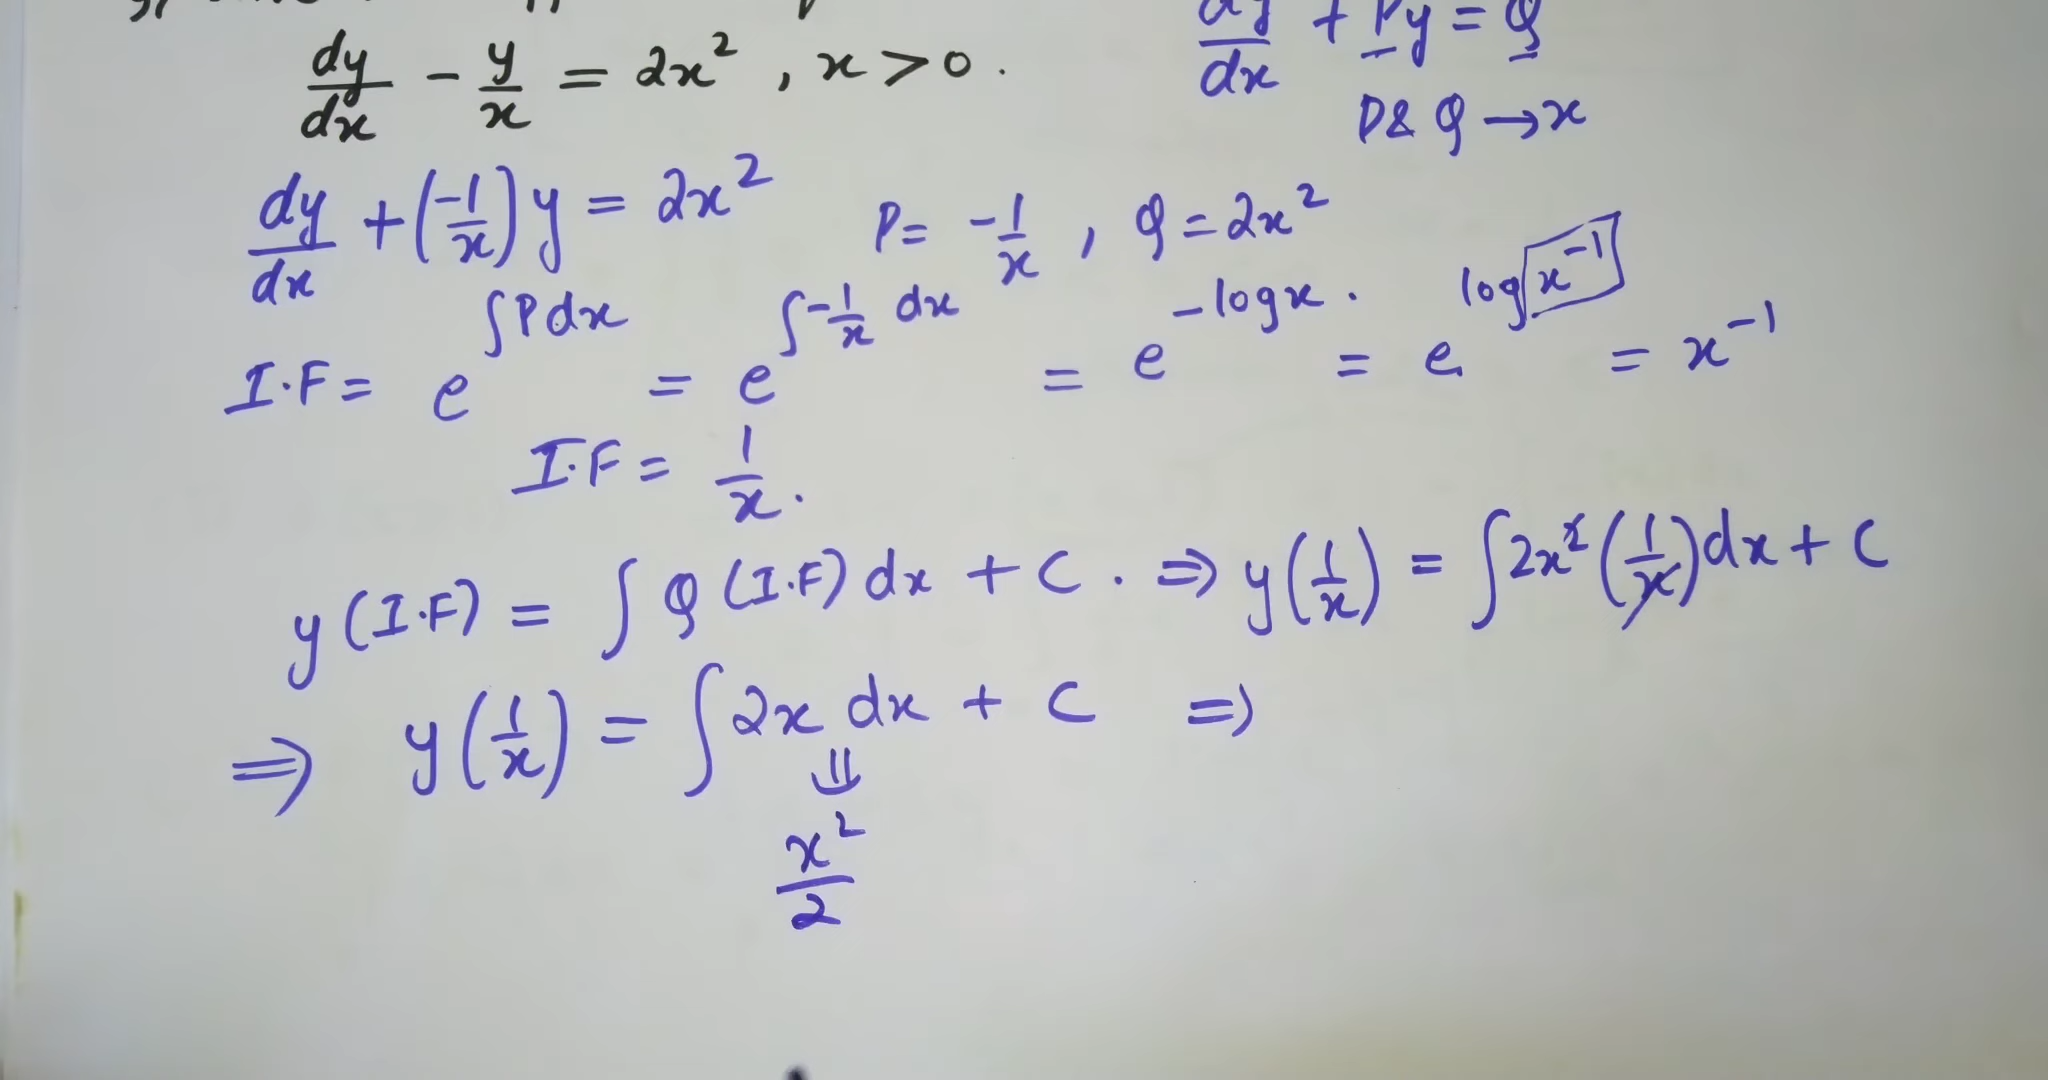 dy/dx + Py = Q
dy/dx - y/x = 2x², x > 0.
P & Q → x
dy/dx + (-1/x) y = 2x²  P = -1/x, Q = 2x²
I.F = e^∫P dx = e^∫-1/x dx = e^-log x. = e^log x⁻¹ = x⁻¹
I.F = 1/x.
y (I.F) = ∫ Q (I.F) dx + C. ⇒ y(1/x) = ∫2x²(1/x)dx + C
⇒ y(1/x) = ∫2x dx + C ⇒
⇓
x²/2